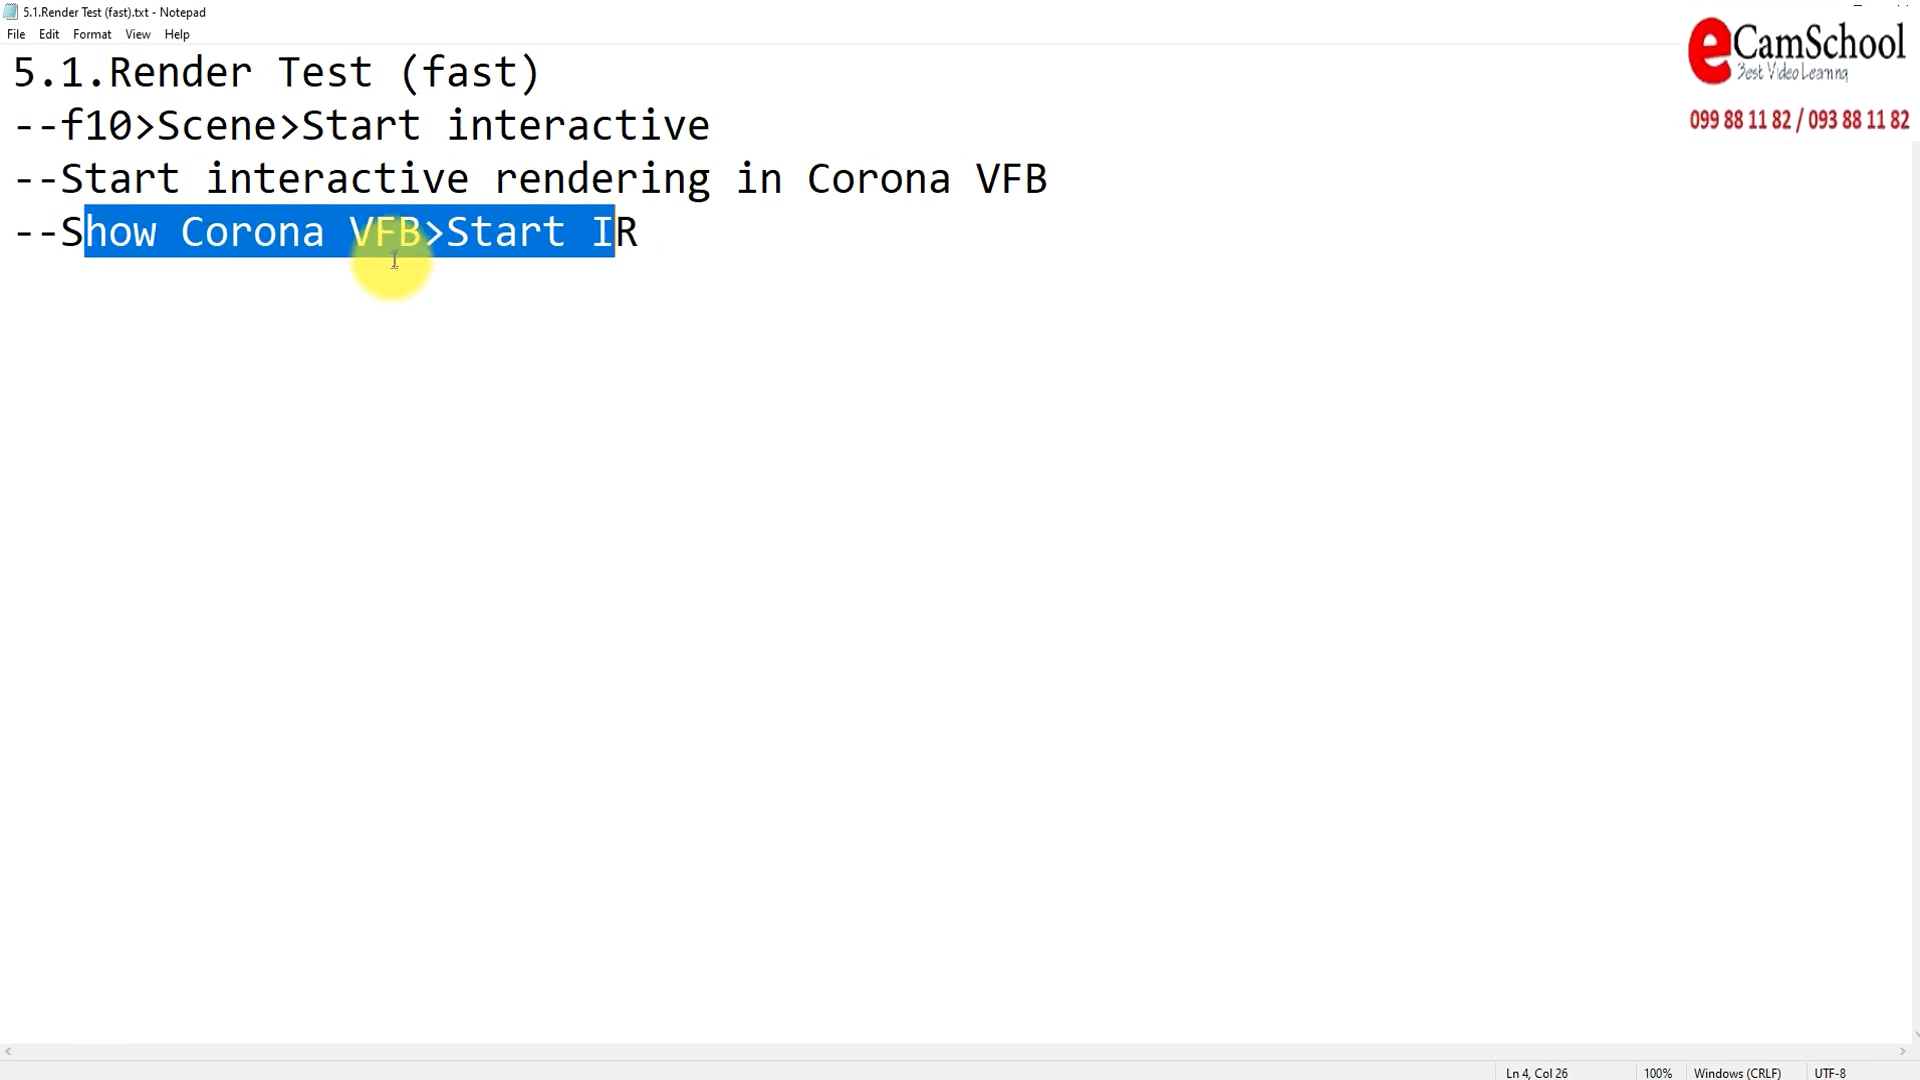 5.1.Render Test (fast).txt - Notepad
File Edit Format View Help
eCamSchool
Best Video Learning
099 88 11 82 / 093 88 11 82
5.1.Render Test (fast)
--f10>Scene>Start interactive
--Start interactive rendering in Corona VFB
--Show Corona VFB>Start IR
Ln 4, Col 26 100% Windows (CRLF) UTF-8